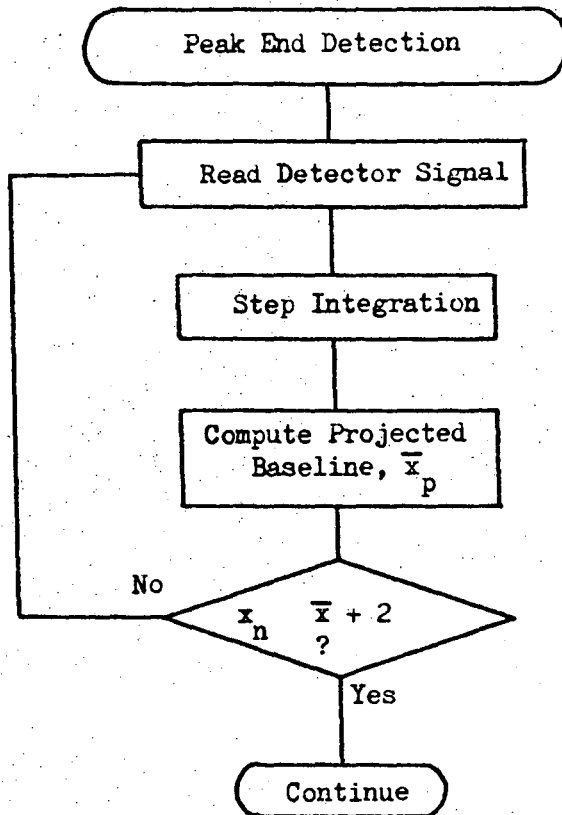 Peak End Detection
Read Detector Signal
Step Integration
Compute Projected
Baseline, x̅p
No
xn x̅ + 2
?
Yes
Continue